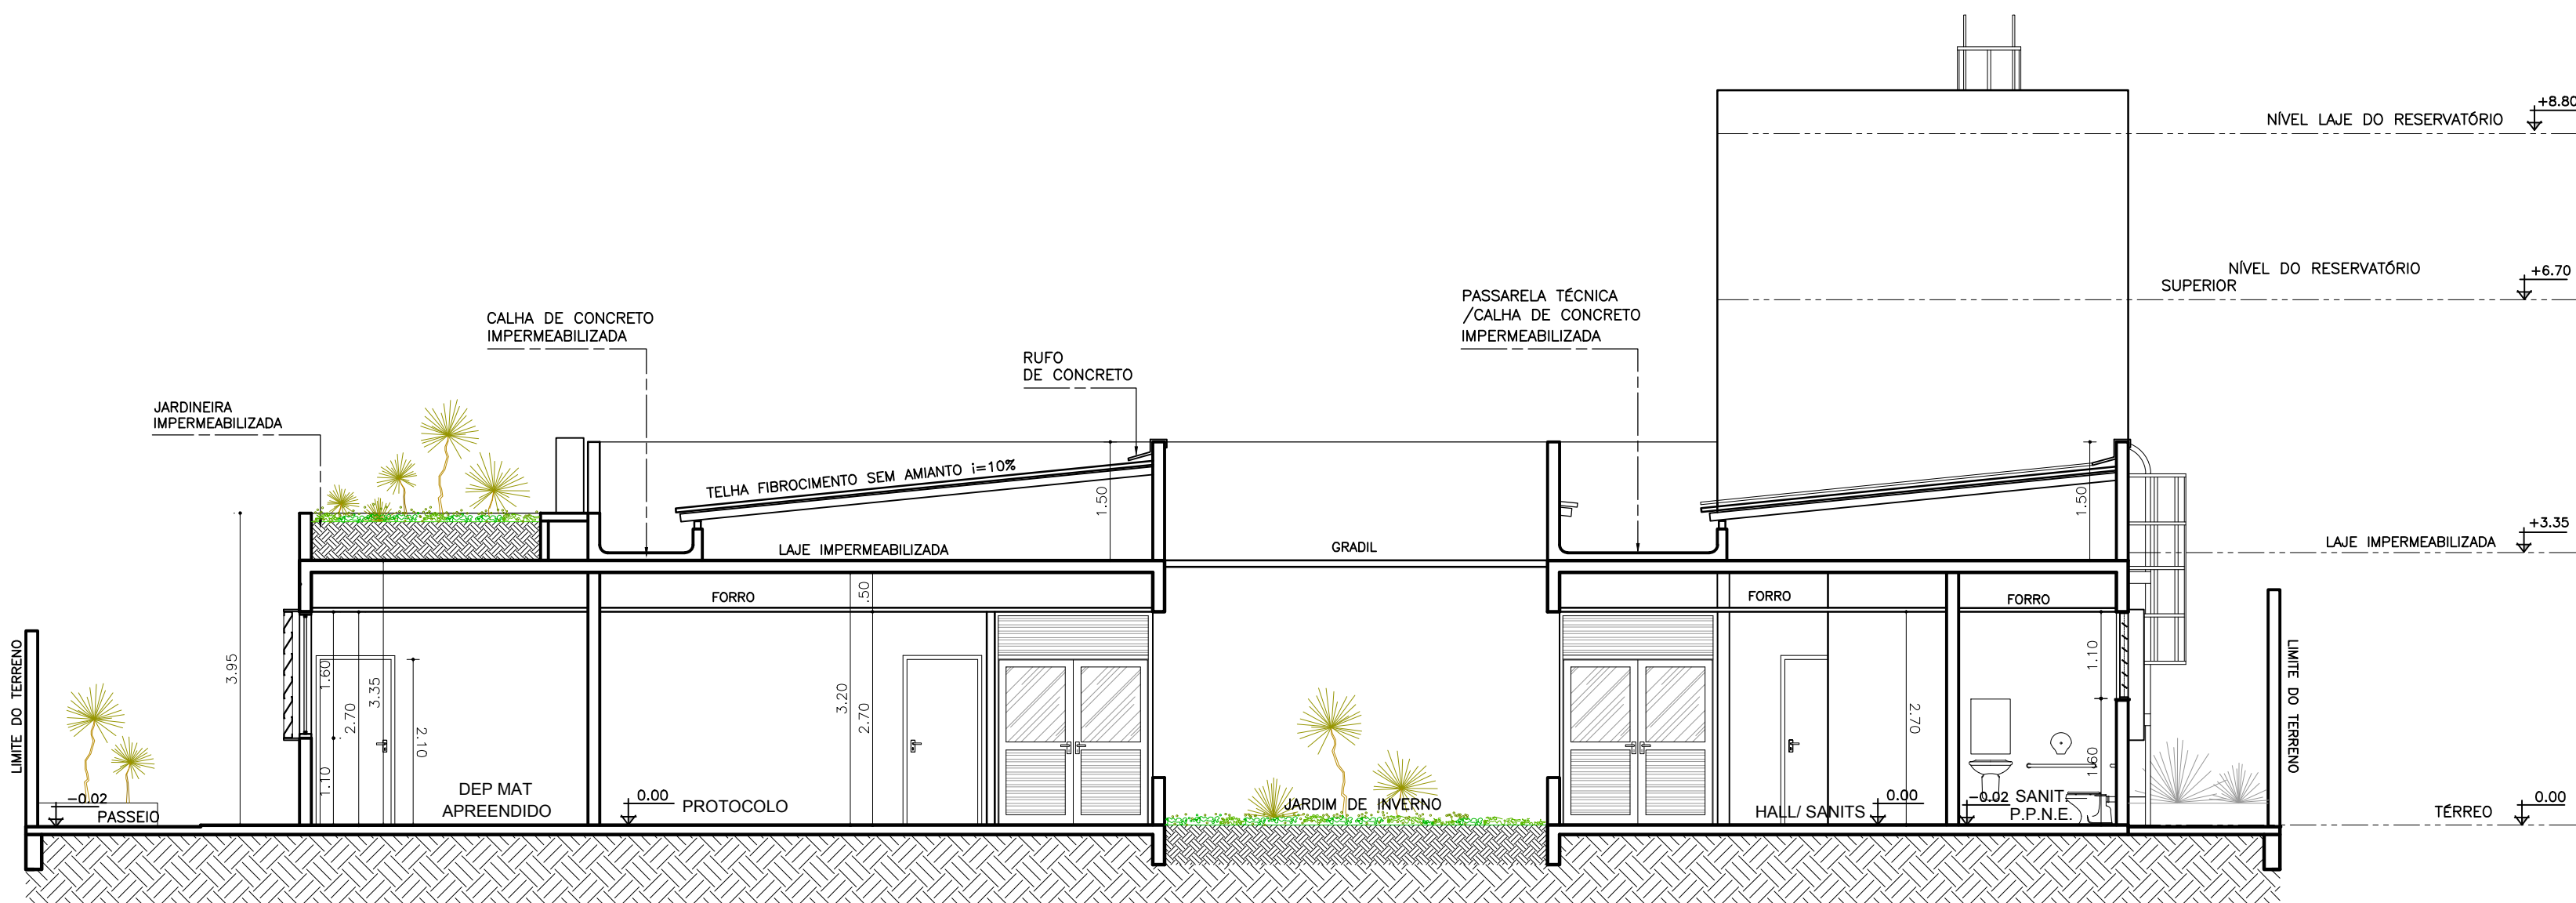 +8.80
NÍVEL LAJE DO RESERVATÓRIO
NÍVEL DO RESERVATÓRIO
SUPERIOR
+6.70
PASSARELA TÉCNICA
/CALHA DE CONCRETO
IMPERMEABILIZADA
CALHA DE CONCRETO
IMPERMEABILIZADA
RUFO
DE CONCRETO
JARDINEIRA
IMPERMEABILIZADA
TELHA FIBROCIMENTO SEM AMIANTO i=10%
1.50
1.50
+3.35
LAJE IMPERMEABILIZADA
GRADIL
LAJE IMPERMEABILIZADA
FORRO
.50
FORRO
FORRO
LIMITE DO TERRENO
3.95
1.60
2.70
3.35
2.10
1.10
3.20
2.70
2.70
1.10
1.60
LIMITE DO TERRENO
DEP MAT
APREENDIDO
0.00
PROTOCOLO
-0.02
PASSEIO
JARDIM DE INVERNO
HALL/ SANITS
0.00
-0.02
SANIT.
P.P.N.E.
TÉRREO
0.00